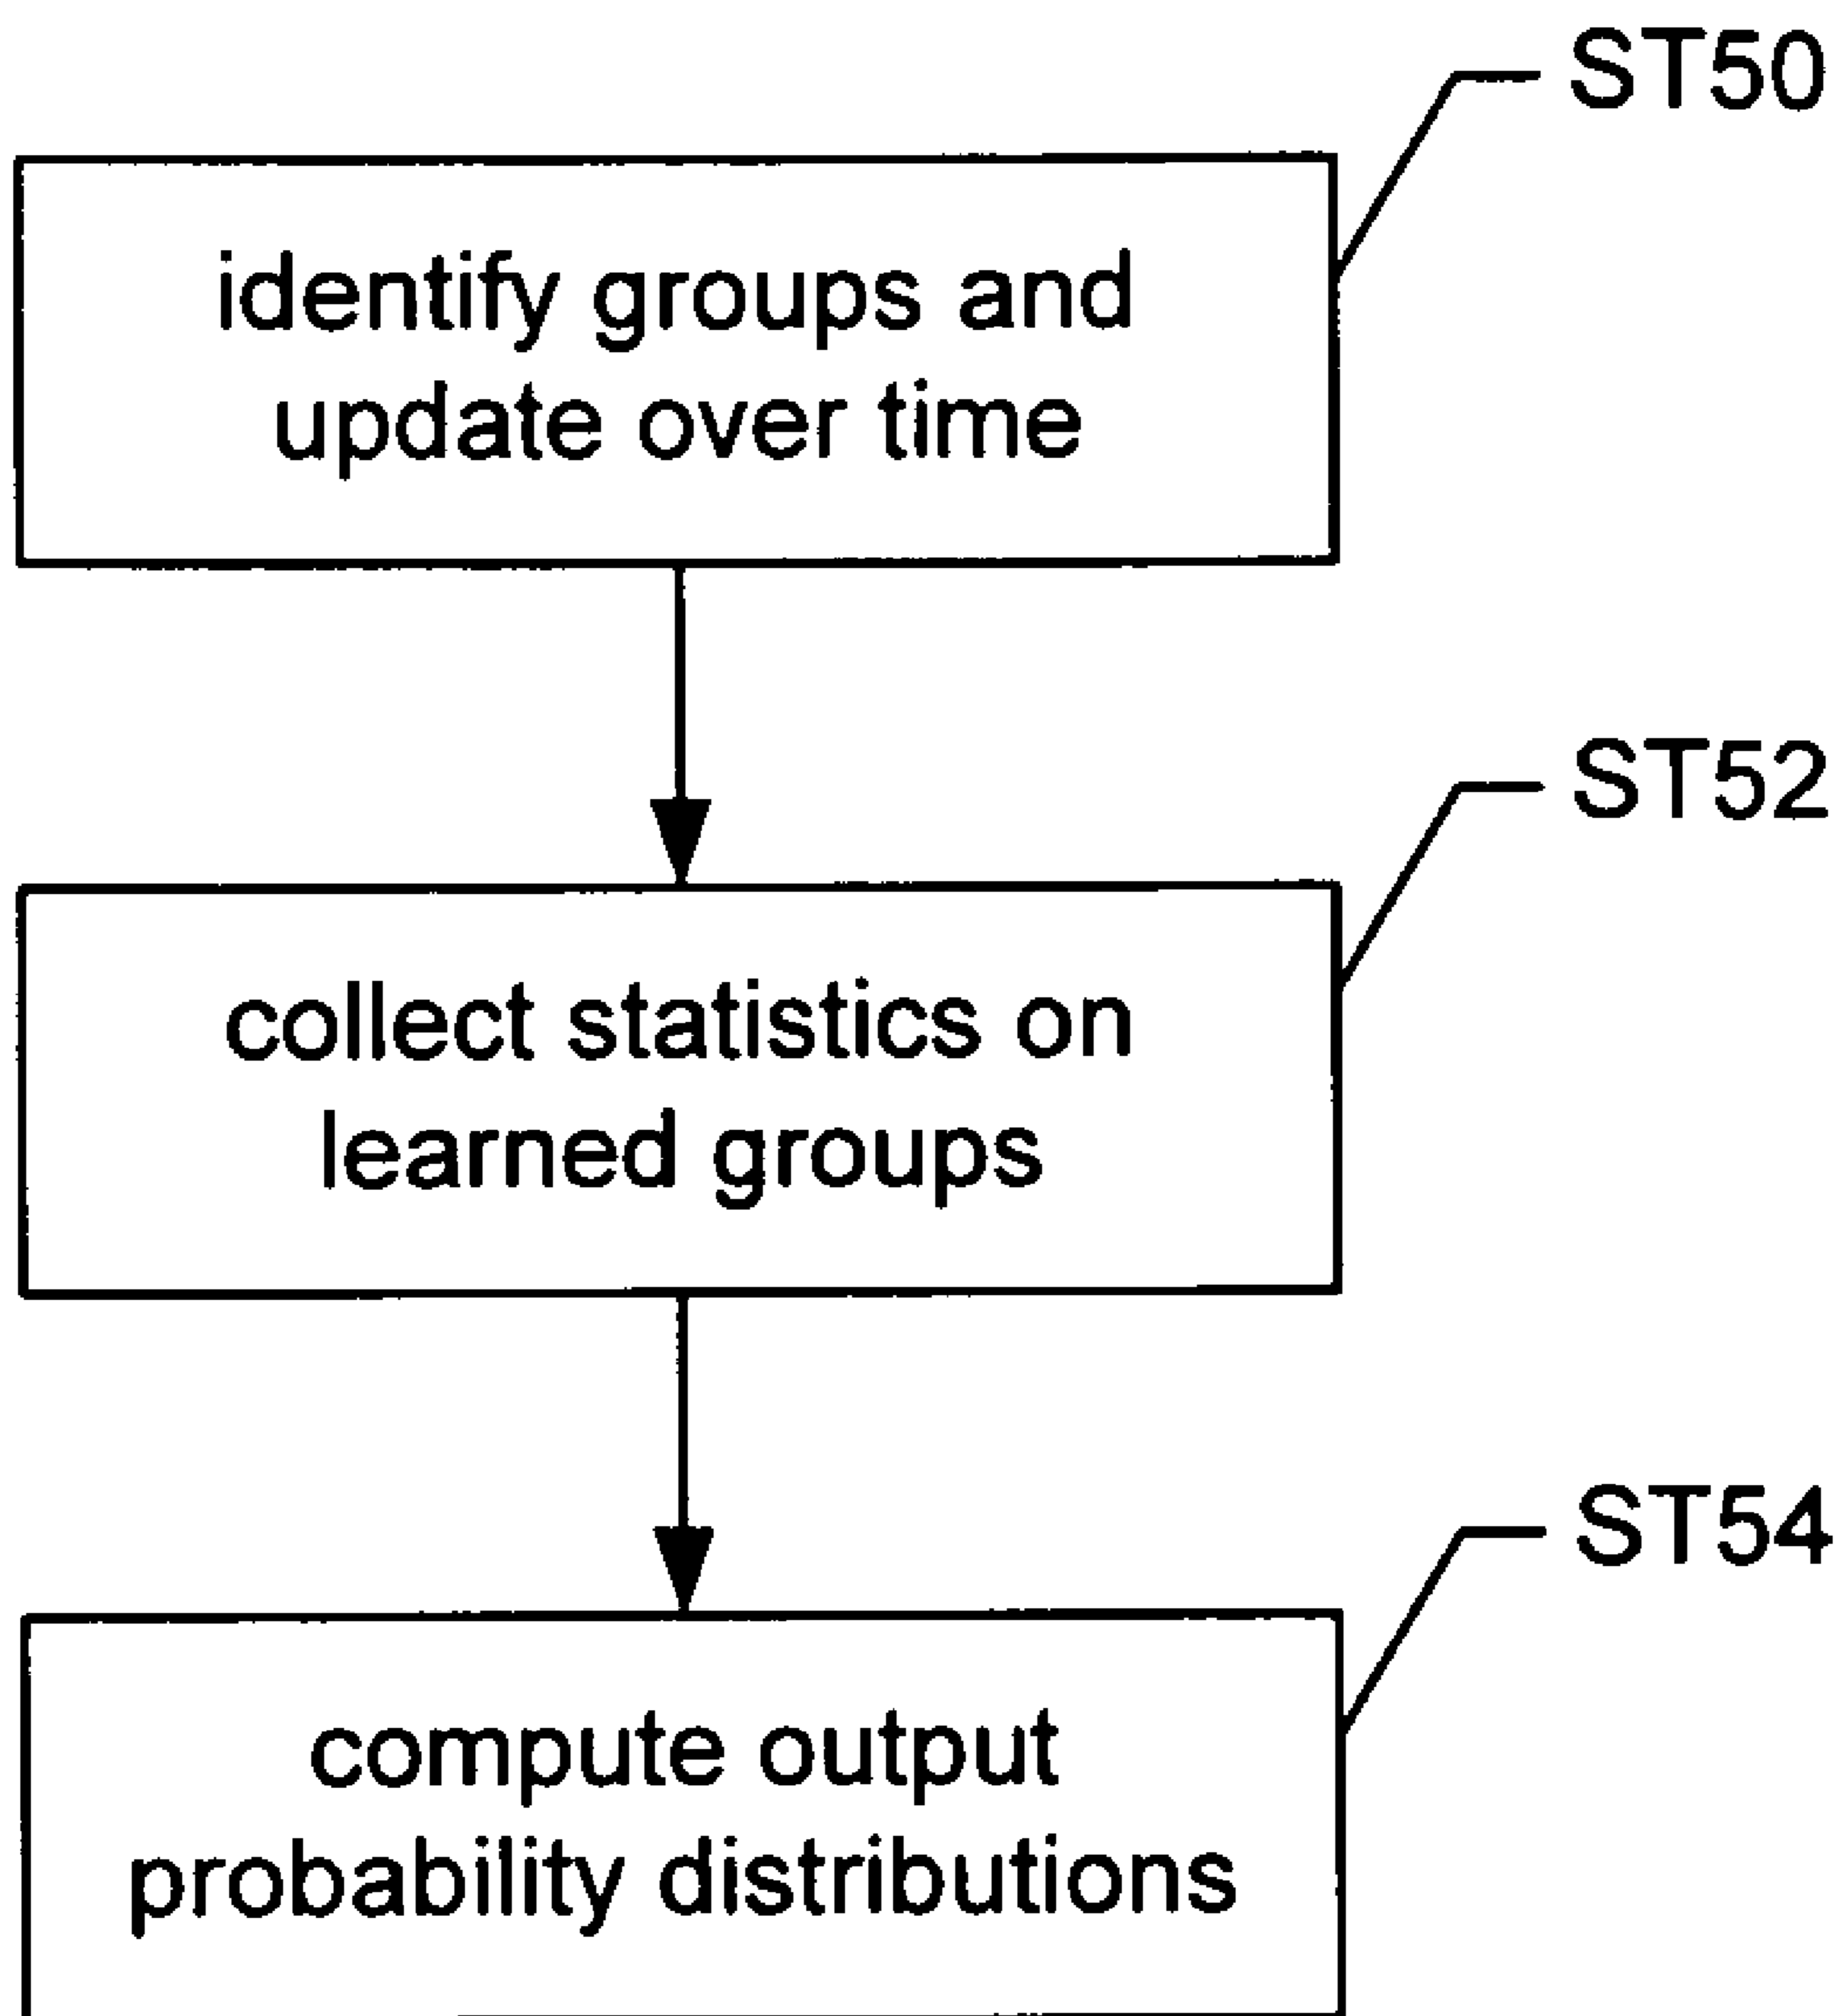 ST50
identify groups and
update over time
ST52
collect statistics on
learned groups
ST54
compute output
probability distributions